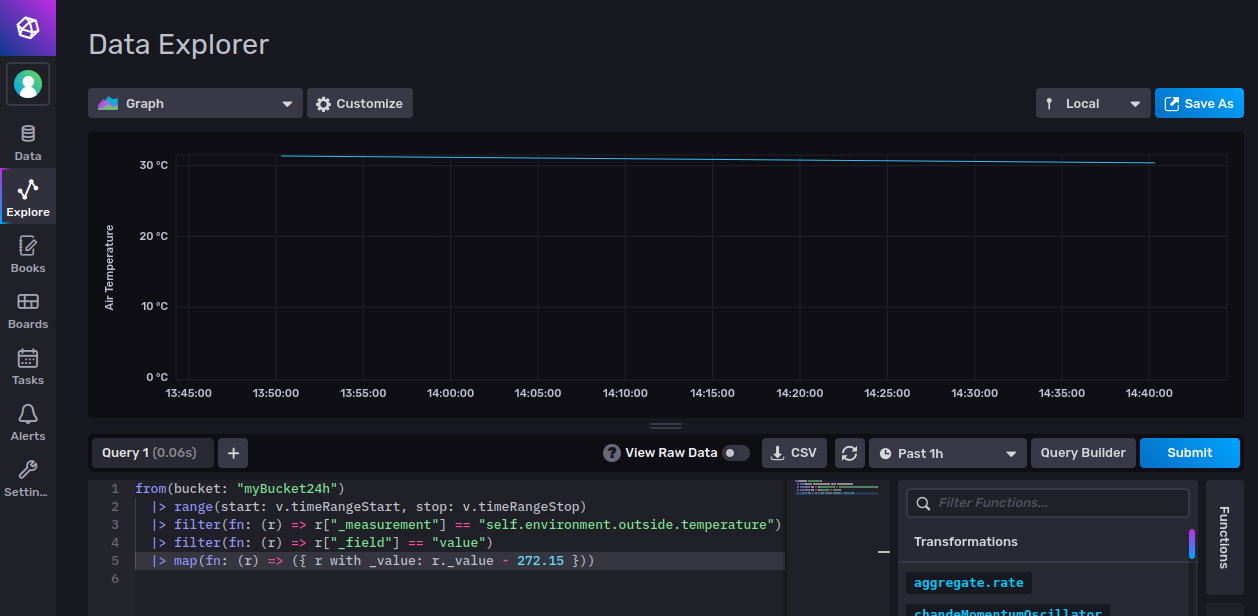 Data Explorer
Graph
Customize
Local
Save As
Data
Explore
Books
Boards
Tasks
Alerts
Settin...
Air Temperature
30 °C
20 °C
10 °C
0 °C
13:45:00 13:50:00 13:55:00 14:00:00 14:05:00 14:10:00 14:15:00 14:20:00 14:25:00 14:30:00 14:35:00 14:40:00
Query 1 (0.06s)
+
? View Raw Data
CSV
Past 1h
Query Builder
Submit
1 from(bucket: "myBucket24h")
2 |> range(start: v.timeRangeStart, stop: v.timeRangeStop)
3 |> filter(fn: (r) => r["_measurement"] == "self.environment.outside.temperature")
4 |> filter(fn: (r) => r["_field"] == "value")
5 |> map(fn: (r) => ({ r with _value: r._value - 272.15 }))
6
Filter Functions...
Transformations
aggregate.rate
chandeMomentumOscillator
Functions